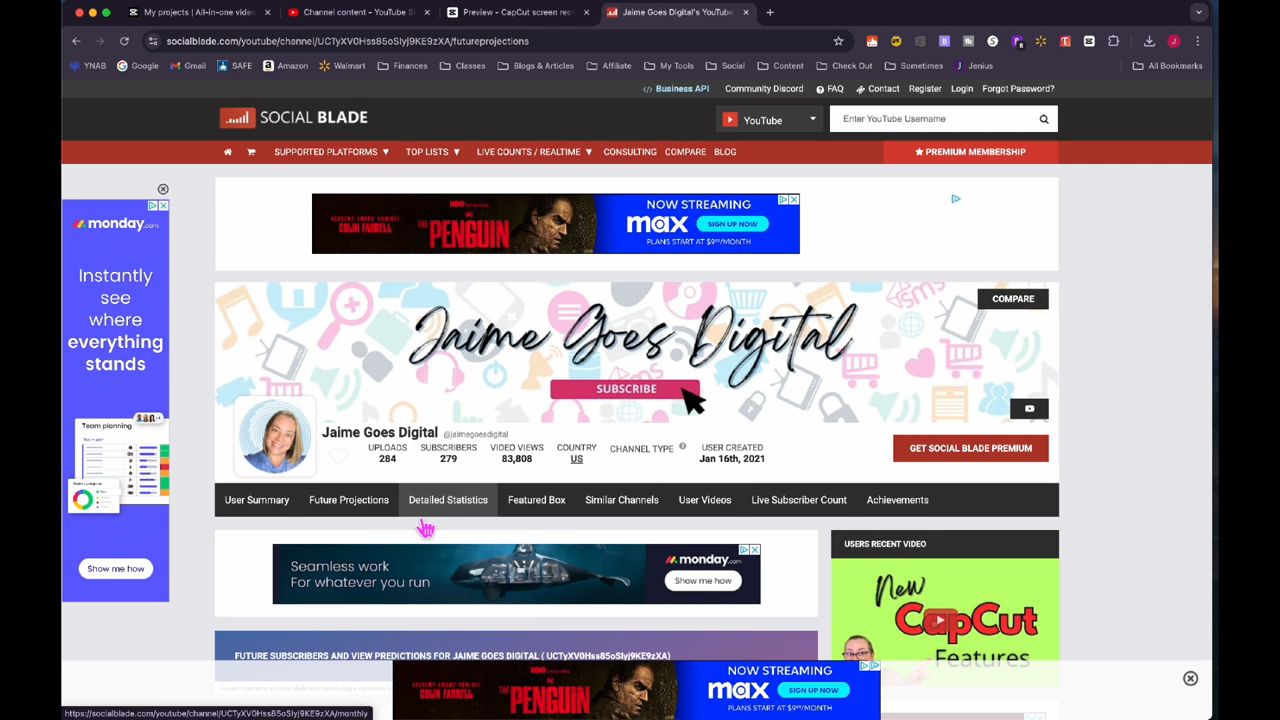 My projects | All-in-one vide
Channel content - YouTube S
Preview - CapCut screen rec
Jaime Goes Digital's YouTube
socialblade.com/youtube/channel/UCTyXV0Hss85oSlyj9KE9zXA/futureprojections
YNAB
Google
Gmail
SAFE
Amazon
Walmart
Finances
Classes
Blogs & Articles
Affiliate
My Tools
Social
Content
Check Out
Sometimes
Jenius
All Bookmarks
</> Business API
Community Discord
FAQ
Contact
Register
Login
Forgot Password?
SOCIAL BLADE
YouTube
Enter YouTube Username
SUPPORTED PLATFORMS
TOP LISTS
LIVE COUNTS / REALTIME
CONSULTING
COMPARE
BLOG
PREMIUM MEMBERSHIP
monday.com
Instantly
see
where
everything
stands
Team planning
Show me how
COLIN FARRELL
THE
PENGUIN
NOW STREAMING
max
SIGN UP NOW
PLANS START AT $9.99/MONTH
COMPARE
Jaime Goes Digital
SUBSCRIBE
Jaime Goes Digital @jaimegoesdigital
UPLOADS
284
SUBSCRIBERS
279
VIDEO VIEWS
83,808
COUNTRY
US
CHANNEL TYPE
USER CREATED
Jan 16th, 2021
GET SOCIAL BLADE PREMIUM
User Summary
Future Projections
Detailed Statistics
Featured Box
Similar Channels
User Videos
Live Subscriber Count
Achievements
Seamless work
For whatever you run
monday.com
Show me how
USERS RECENT VIDEO
New
CapCut
Features
FUTURE SUBSCRIBERS AND VIEW PREDICTIONS FOR JAIME GOES DIGITAL ( UCTyXV0Hss85oSlyj9KE9zXA)
COLIN FARRELL
THE
PENGUIN
NOW STREAMING
max
SIGN UP NOW
PLANS START AT $9.99/MONTH
https://socialblade.com/youtube/channel/UCTyXV0Hss85oSlyj9KE9zXA/monthly